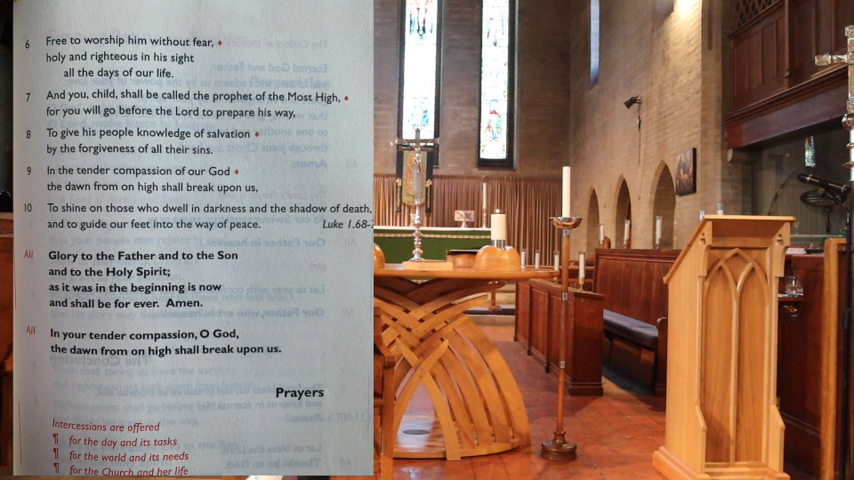 6 Free to worship him without fear, ♦
holy and righteous in his sight
all the days of our life.
7 And you, child, shall be called the prophet of the Most High, ♦
for you will go before the Lord to prepare his way,
8 To give his people knowledge of salvation ♦
by the forgiveness of all their sins.
9 In the tender compassion of our God ♦
the dawn from on high shall break upon us,
10 To shine on those who dwell in darkness and the shadow of death,
and to guide our feet into the way of peace. Luke 1.68-7
All Glory to the Father and to the Son
and to the Holy Spirit;
as it was in the beginning is now
and shall be for ever. Amen.
All In your tender compassion, O God,
the dawn from on high shall break upon us.
Prayers
Intercessions are offered
¶ for the day and its tasks
¶ for the world and its needs
¶ for the Church and her life